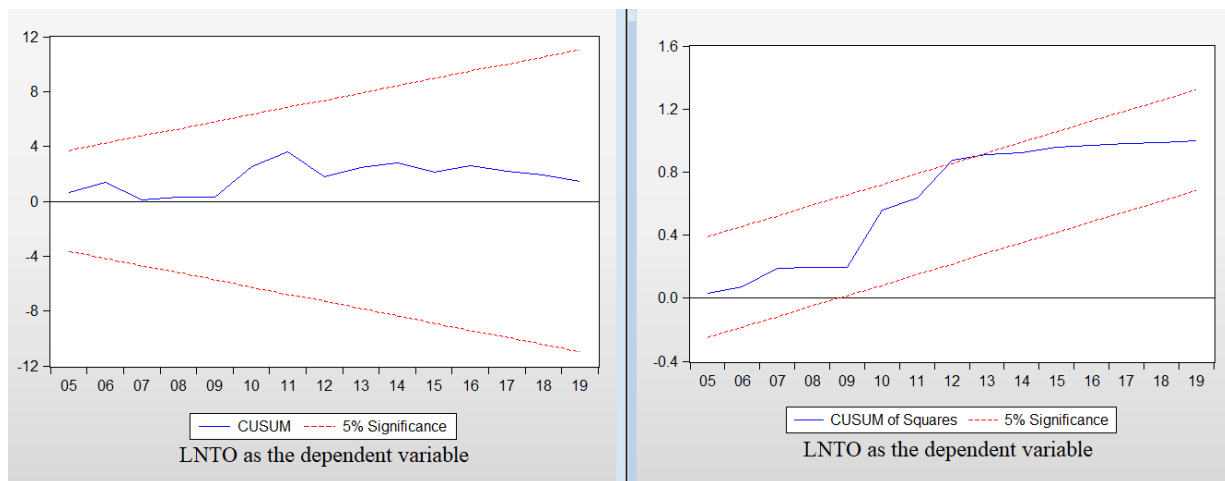 12
8
4
0
-4
-8
-12
05 06 07 08 09 10 11 12 13 14 15 16 17 18 19
CUSUM 5% Significance
LNTO as the dependent variable
1.6
1.2
0.8
0.4
0.0
-0.4
05 06 07 08 09 10 11 12 13 14 15 16 17 18 19
CUSUM of Squares 5% Significance
LNTO as the dependent variable